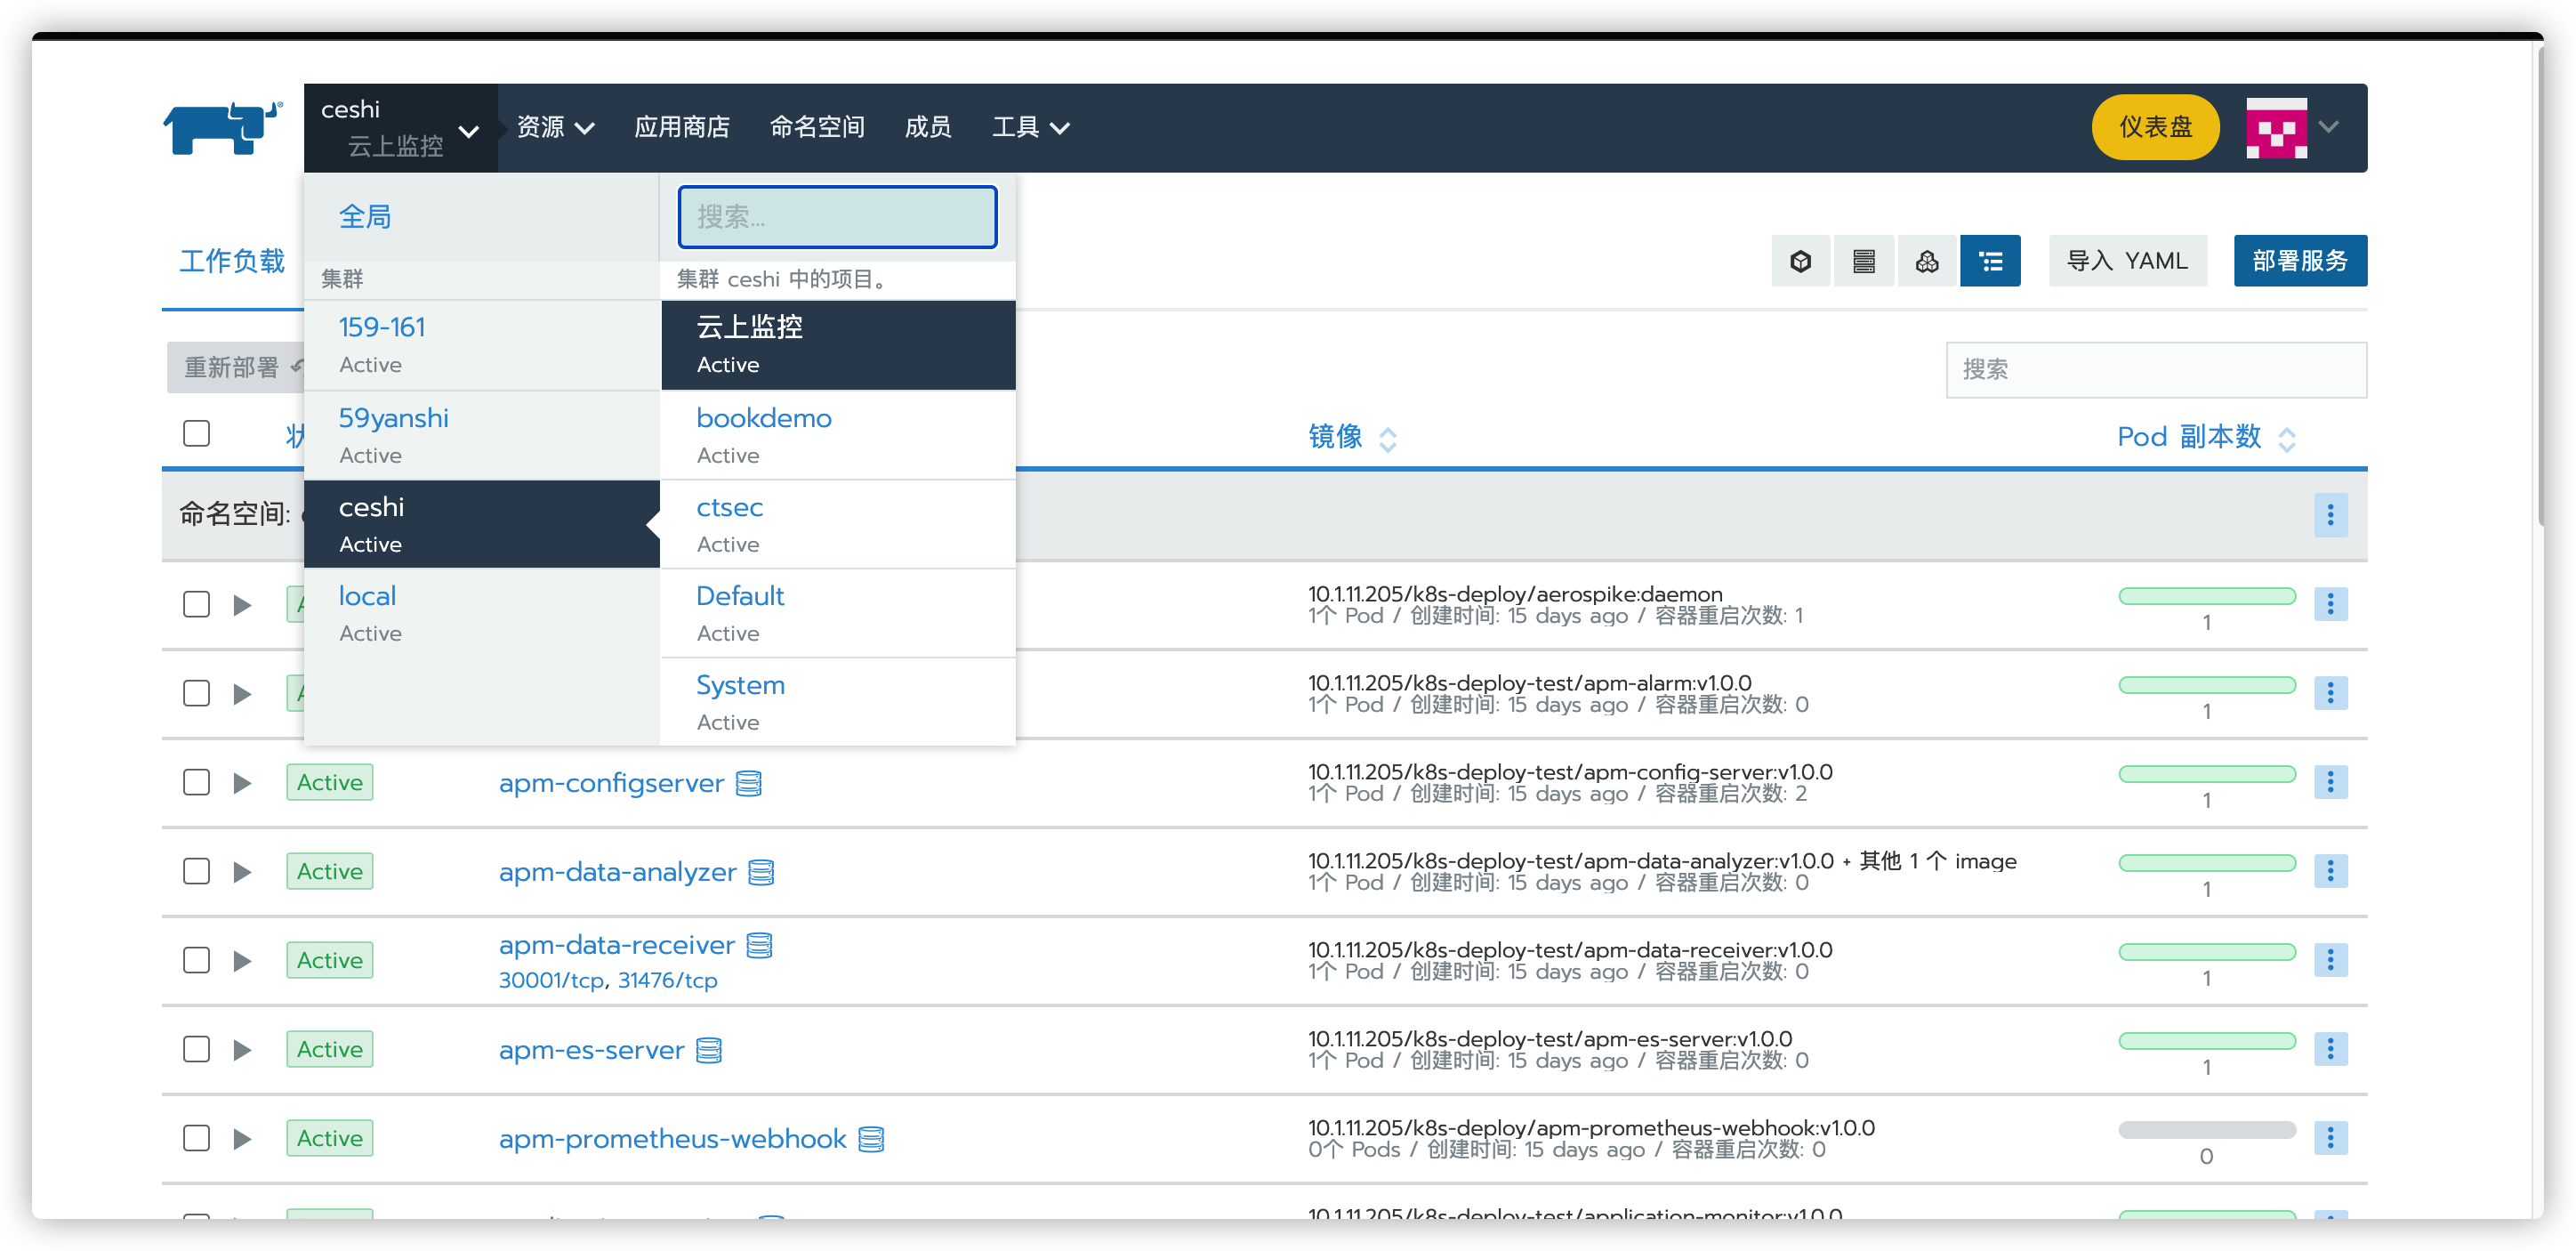 ceshi
云上监控
资源
应用商店
命名空间
成员
工具
仪表盘
全局
搜索...
集群
集群 ceshi 中的项目。
159-161
Active
59yanshi
Active
ceshi
Active
local
Active
云上监控
Active
bookdemo
Active
ctsec
Active
Default
Active
System
Active
工作负载
导入 YAML
部署服务
重新部署
搜索
状
镜像
Pod 副本数
命名空间:
10.1.11.205/k8s-deploy/aerospike:daemon
1个 Pod / 创建时间: 15 days ago / 容器重启次数: 1
1
10.1.11.205/k8s-deploy-test/apm-alarm:v1.0.0
1个 Pod / 创建时间: 15 days ago / 容器重启次数: 0
1
Active
apm-configserver
10.1.11.205/k8s-deploy-test/apm-config-server:v1.0.0
1个 Pod / 创建时间: 15 days ago / 容器重启次数: 2
1
Active
apm-data-analyzer
10.1.11.205/k8s-deploy-test/apm-data-analyzer:v1.0.0 + 其他 1 个 image
1个 Pod / 创建时间: 15 days ago / 容器重启次数: 0
1
Active
apm-data-receiver
30001/tcp, 31476/tcp
10.1.11.205/k8s-deploy-test/apm-data-receiver:v1.0.0
1个 Pod / 创建时间: 15 days ago / 容器重启次数: 0
1
Active
apm-es-server
10.1.11.205/k8s-deploy-test/apm-es-server:v1.0.0
1个 Pod / 创建时间: 15 days ago / 容器重启次数: 0
1
Active
apm-prometheus-webhook
10.1.11.205/k8s-deploy/apm-prometheus-webhook:v1.0.0
0个 Pods / 创建时间: 15 days ago / 容器重启次数: 0
0
10.1.11.205/k8s-deploy-test/application-monitor:v1.0.0